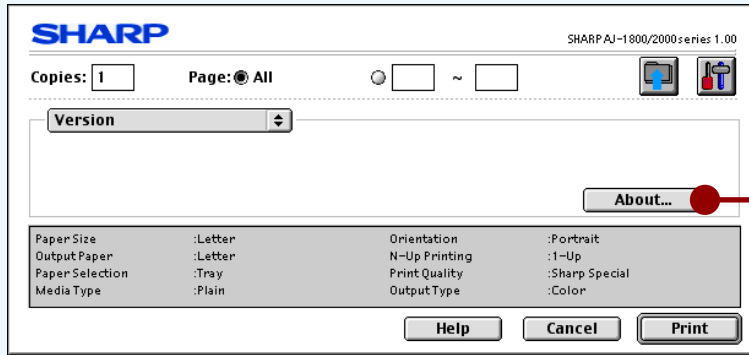 SHARP
SHARP AJ-1800/2000 series 1.00
Copies: 1 Page: All ~
Version
About...
Paper Size :Letter Orientation :Portrait
Output Paper :Letter N-Up Printing :1-Up
Paper Selection :Tray Print Quality :Sharp Special
Media Type :Plain Output Type :Color
Help Cancel Print